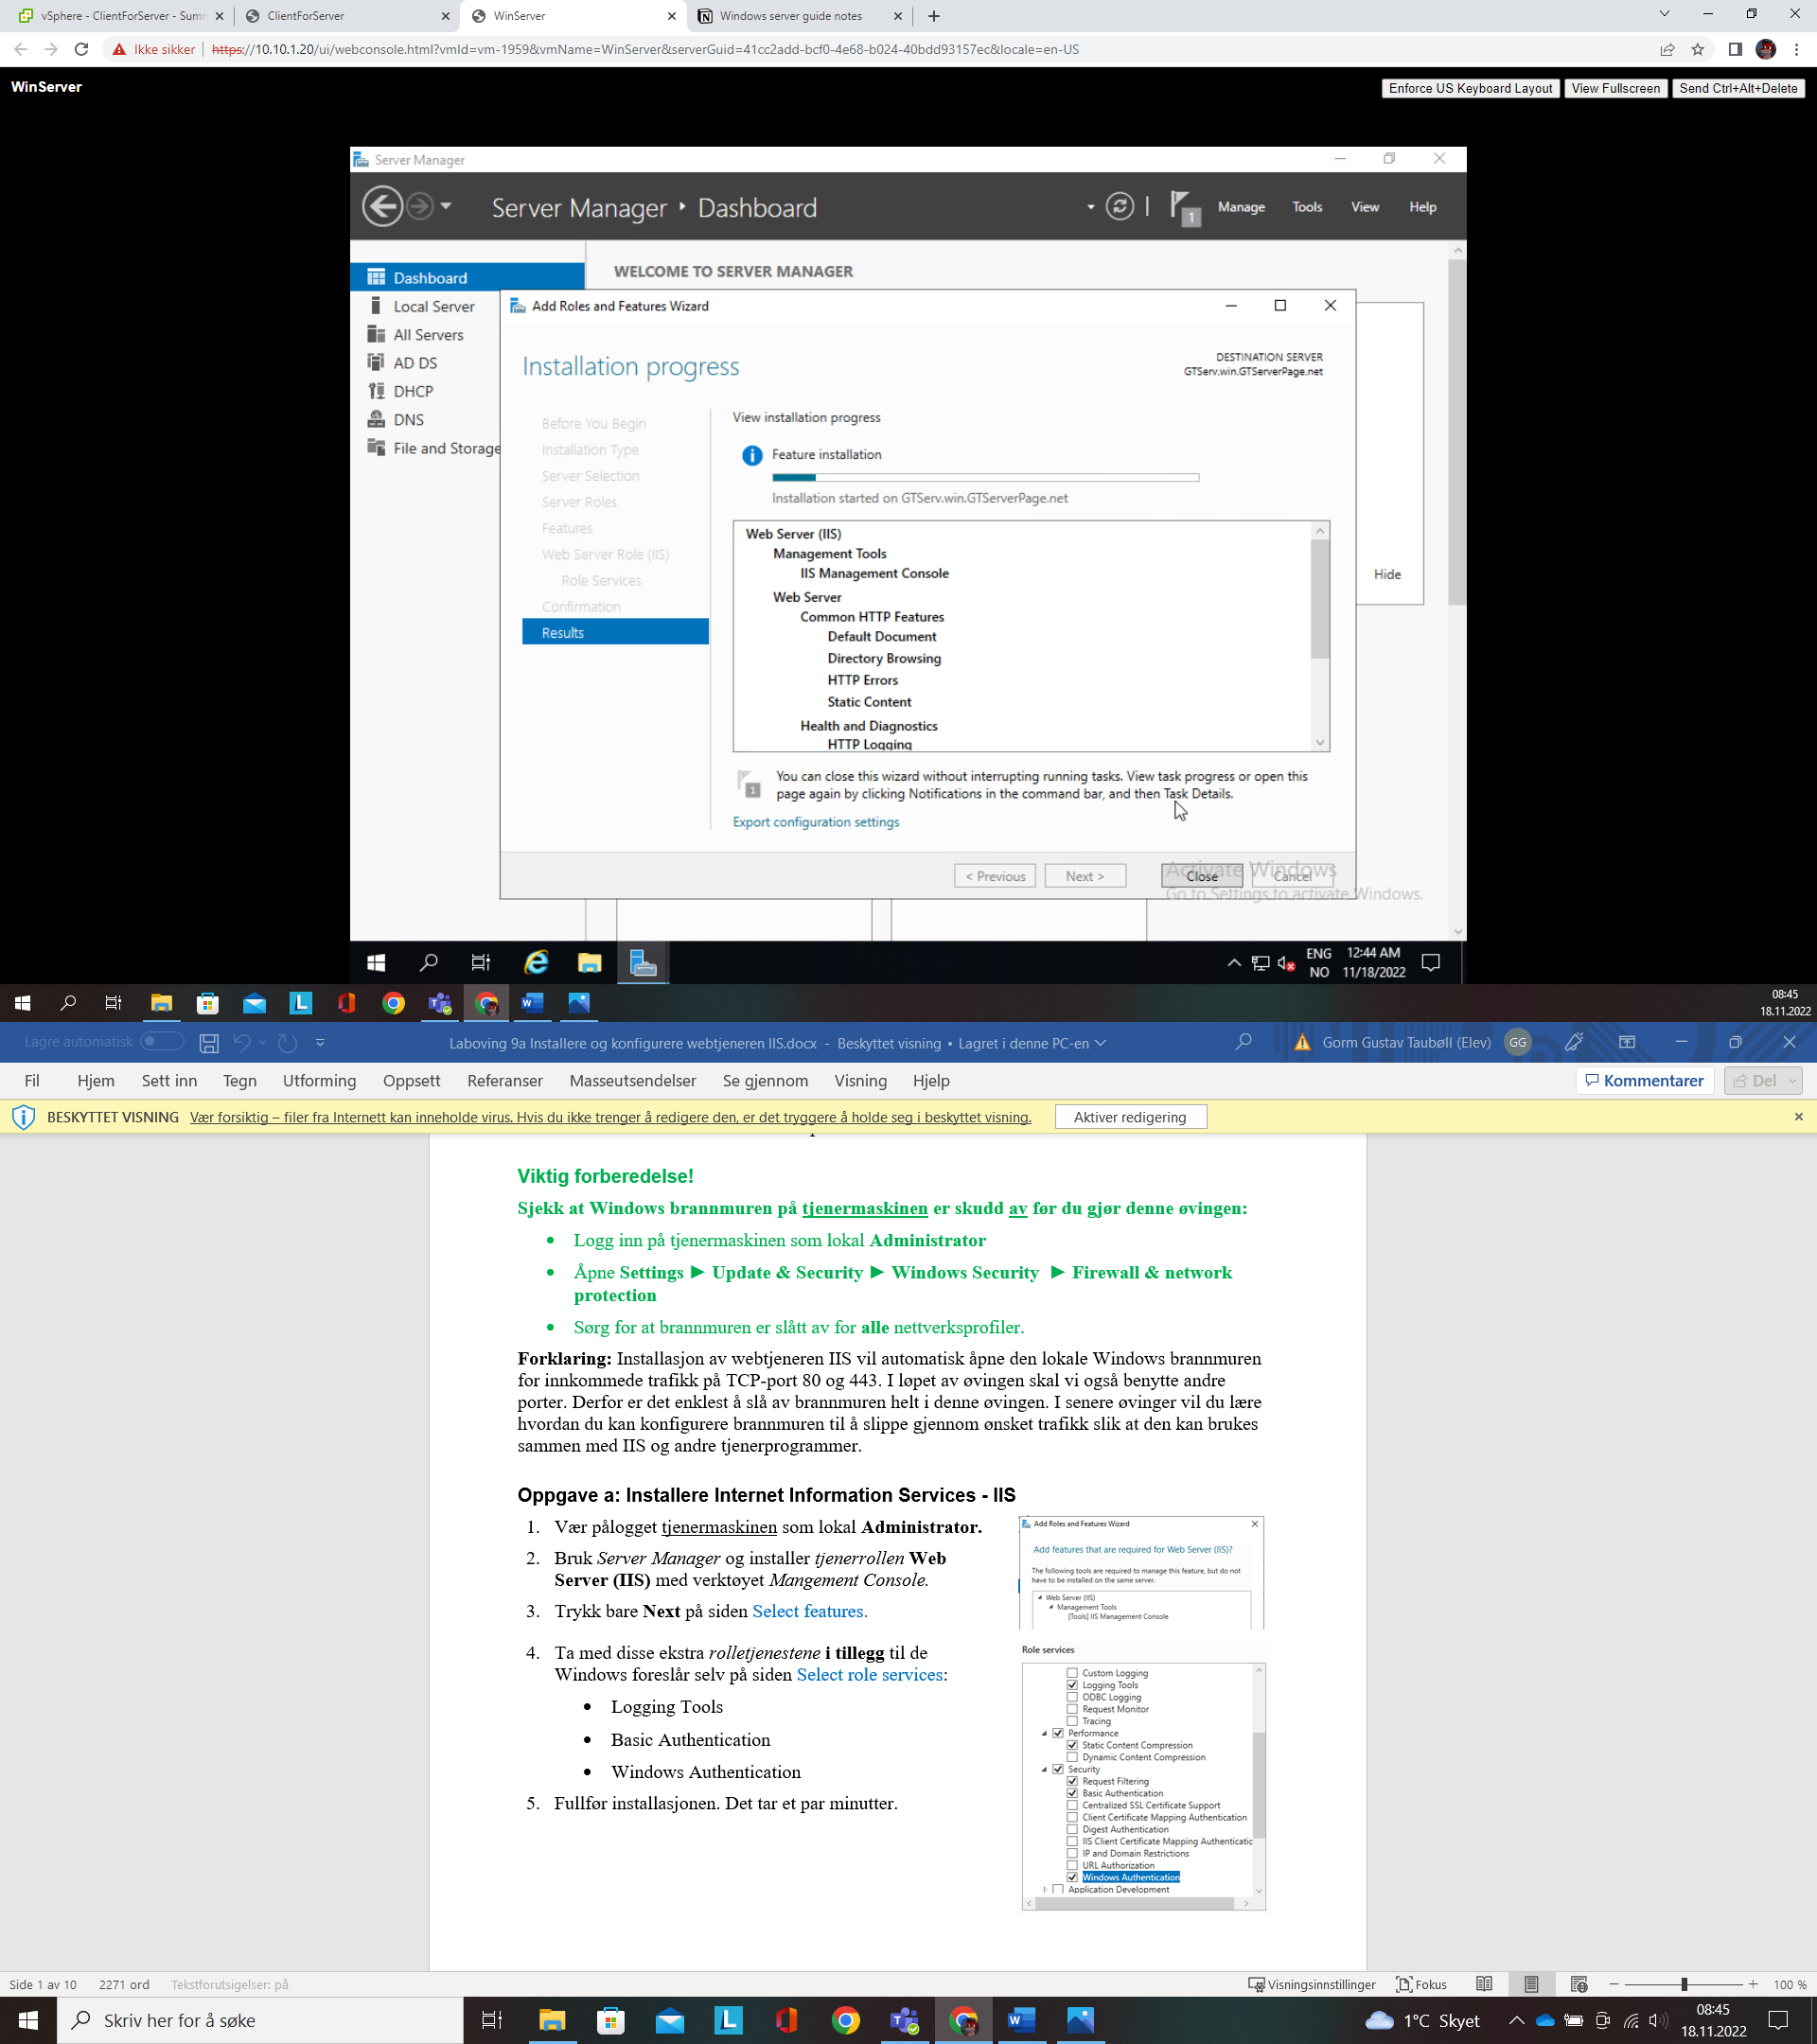 vSphere - ClientForServer - Summ
ClientForServer
WinServer
Windows server guide notes
Ikke sikker
https://10.10.1.20/ui/webconsole.html?vmId=vm-1959&vmName=WinServer&serverGuid=41cc2add-bcf0-4e68-b024-40bdd93157ec&locale=en-US
WinServer
Enforce US Keyboard Layout
View Fullscreen
Send Ctrl+Alt+Delete
Server Manager
Server Manager
Dashboard
1
Manage
Tools
View
Help
Dashboard
Local Server
All Servers
AD DS
DHCP
DNS
File and Storage
WELCOME TO SERVER MANAGER
Hide
Add Roles and Features Wizard
Installation progress
DESTINATION SERVER
GTServ.win.GTServerPage.net
Before You Begin
Installation Type
Server Selection
Server Roles
Features
Web Server Role (IIS)
Role Services
Confirmation
Results
View installation progress
Feature installation
Installation started on GTServ.win.GTServerPage.net
Web Server (IIS)
Management Tools
IIS Management Console
Web Server
Common HTTP Features
Default Document
Directory Browsing
HTTP Errors
Static Content
Health and Diagnostics
HTTP Logging
1
You can close this wizard without interrupting running tasks. View task progress or open this
page again by clicking Notifications in the command bar, and then Task Details.
Export configuration settings
< Previous
Next >
Close
Cancel
Activate Windows
Go to Settings to activate Windows.
ENG
NO
12:44 AM
11/18/2022
08:45
18.11.2022
Lagre automatisk
Laboving 9a Installere og konfigurere webtjeneren IIS.docx - Beskyttet visning • Lagret i denne PC-en
Gorm Gustav Taubøll (Elev)
GG
Fil
Hjem
Sett inn
Tegn
Utforming
Oppsett
Referanser
Masseutsendelser
Se gjennom
Visning
Hjelp
Kommentarer
Del
BESKYTTET VISNING
Vær forsiktig – filer fra Internett kan inneholde virus. Hvis du ikke trenger å redigere den, er det tryggere å holde seg i beskyttet visning.
Aktiver redigering
Viktig forberedelse!
Sjekk at Windows brannmuren på tjenermaskinen er skudd av før du gjør denne øvingen:
• Logg inn på tjenermaskinen som lokal Administrator
• Åpne Settings ► Update & Security ► Windows Security ► Firewall & network
protection
• Sørg for at brannmuren er slått av for alle nettverksprofiler.
Forklaring: Installasjon av webtjeneren IIS vil automatisk åpne den lokale Windows brannmuren
for innkommede trafikk på TCP-port 80 og 443. I løpet av øvingen skal vi også benytte andre
porter. Derfor er det enklest å slå av brannmuren helt i denne øvingen. I senere øvinger vil du lære
hvordan du kan konfigurere brannmuren til å slippe gjennom ønsket trafikk slik at den kan brukes
sammen med IIS og andre tjenerprogrammer.
Oppgave a: Installere Internet Information Services - IIS
1. Vær pålogget tjenermaskinen som lokal Administrator.
2. Bruk Server Manager og installer tjenerrollen Web
Server (IIS) med verktøyet Mangement Console.
3. Trykk bare Next på siden Select features.
4. Ta med disse ekstra rolletjenestene i tillegg til de
Windows foreslår selv på siden Select role services:
• Logging Tools
• Basic Authentication
• Windows Authentication
5. Fullfør installasjonen. Det tar et par minutter.
Add Roles and Features Wizard
Add features that are required for Web Server (IIS)?
The following tools are required to manage this feature, but do not
have to be installed on the same server.
Web Server (IIS)
Management Tools
[Tools] IIS Management Console
Role services
Custom Logging
Logging Tools
ODBC Logging
Request Monitor
Tracing
Performance
Static Content Compression
Dynamic Content Compression
Security
Request Filtering
Basic Authentication
Centralized SSL Certificate Support
Client Certificate Mapping Authentication
Digest Authentication
IIS Client Certificate Mapping Authenticatic
IP and Domain Restrictions
URL Authorization
Windows Authentication
Application Development
Side 1 av 10
2271 ord
Tekstforutsigelser: på
Visningsinnstillinger
Fokus
100 %
Skriv her for å søke
1°C Skyet
08:45
18.11.2022